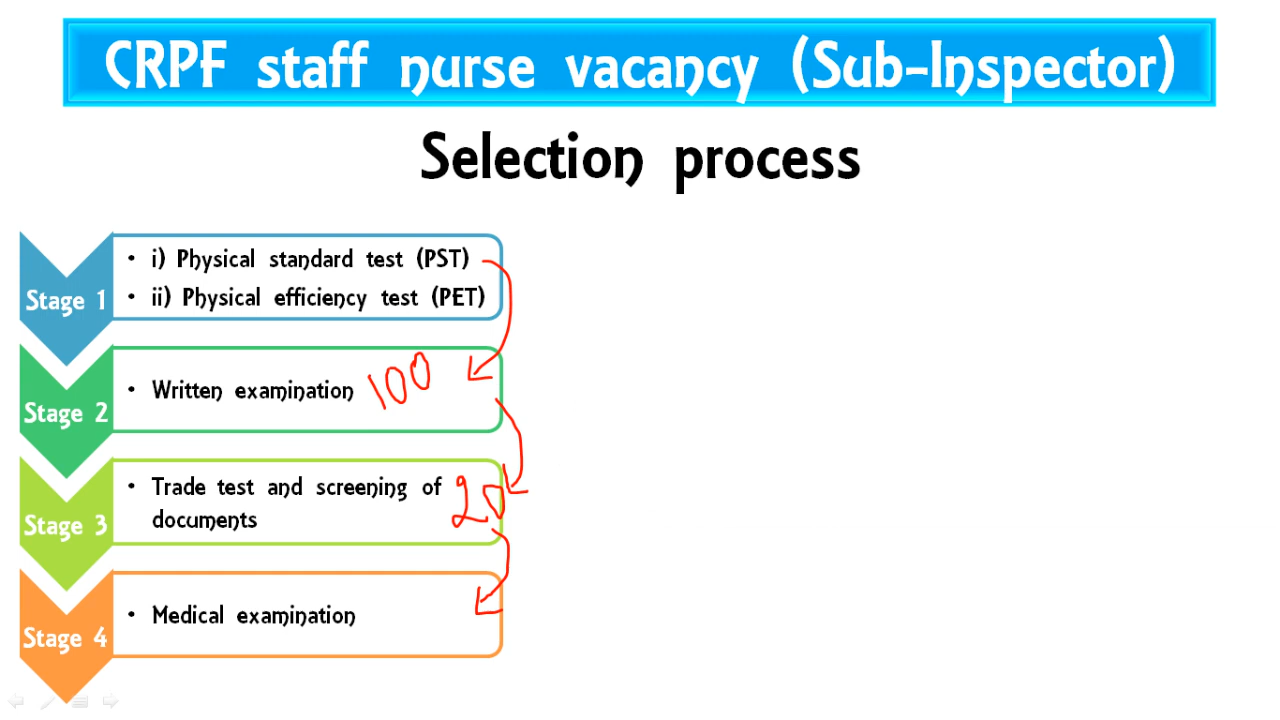 CRPF staff nurse vacancy (Sub-Inspector)
Selection process
Stage 1
• i) Physical standard test (PST)
• ii) Physical efficiency test (PET)
Stage 2
• Written examination 100
Stage 3
• Trade test and screening of 20
documents
Stage 4
• Medical examination